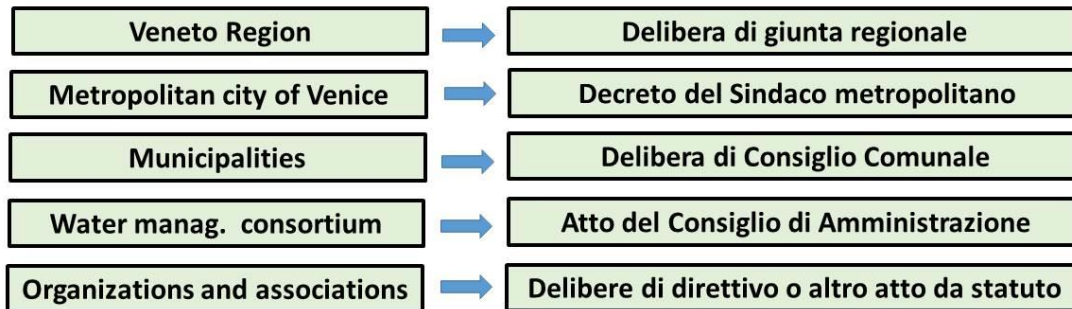 Veneto Region
Delibera di giunta regionale
Metropolitan city of Venice
Decreto del Sindaco metropolitano
Municipalities
Delibera di Consiglio Comunale
Water manag. consortium
Atto del Consiglio di Amministrazione
Organizations and associations
Delibere di direttivo o altro atto da statuto